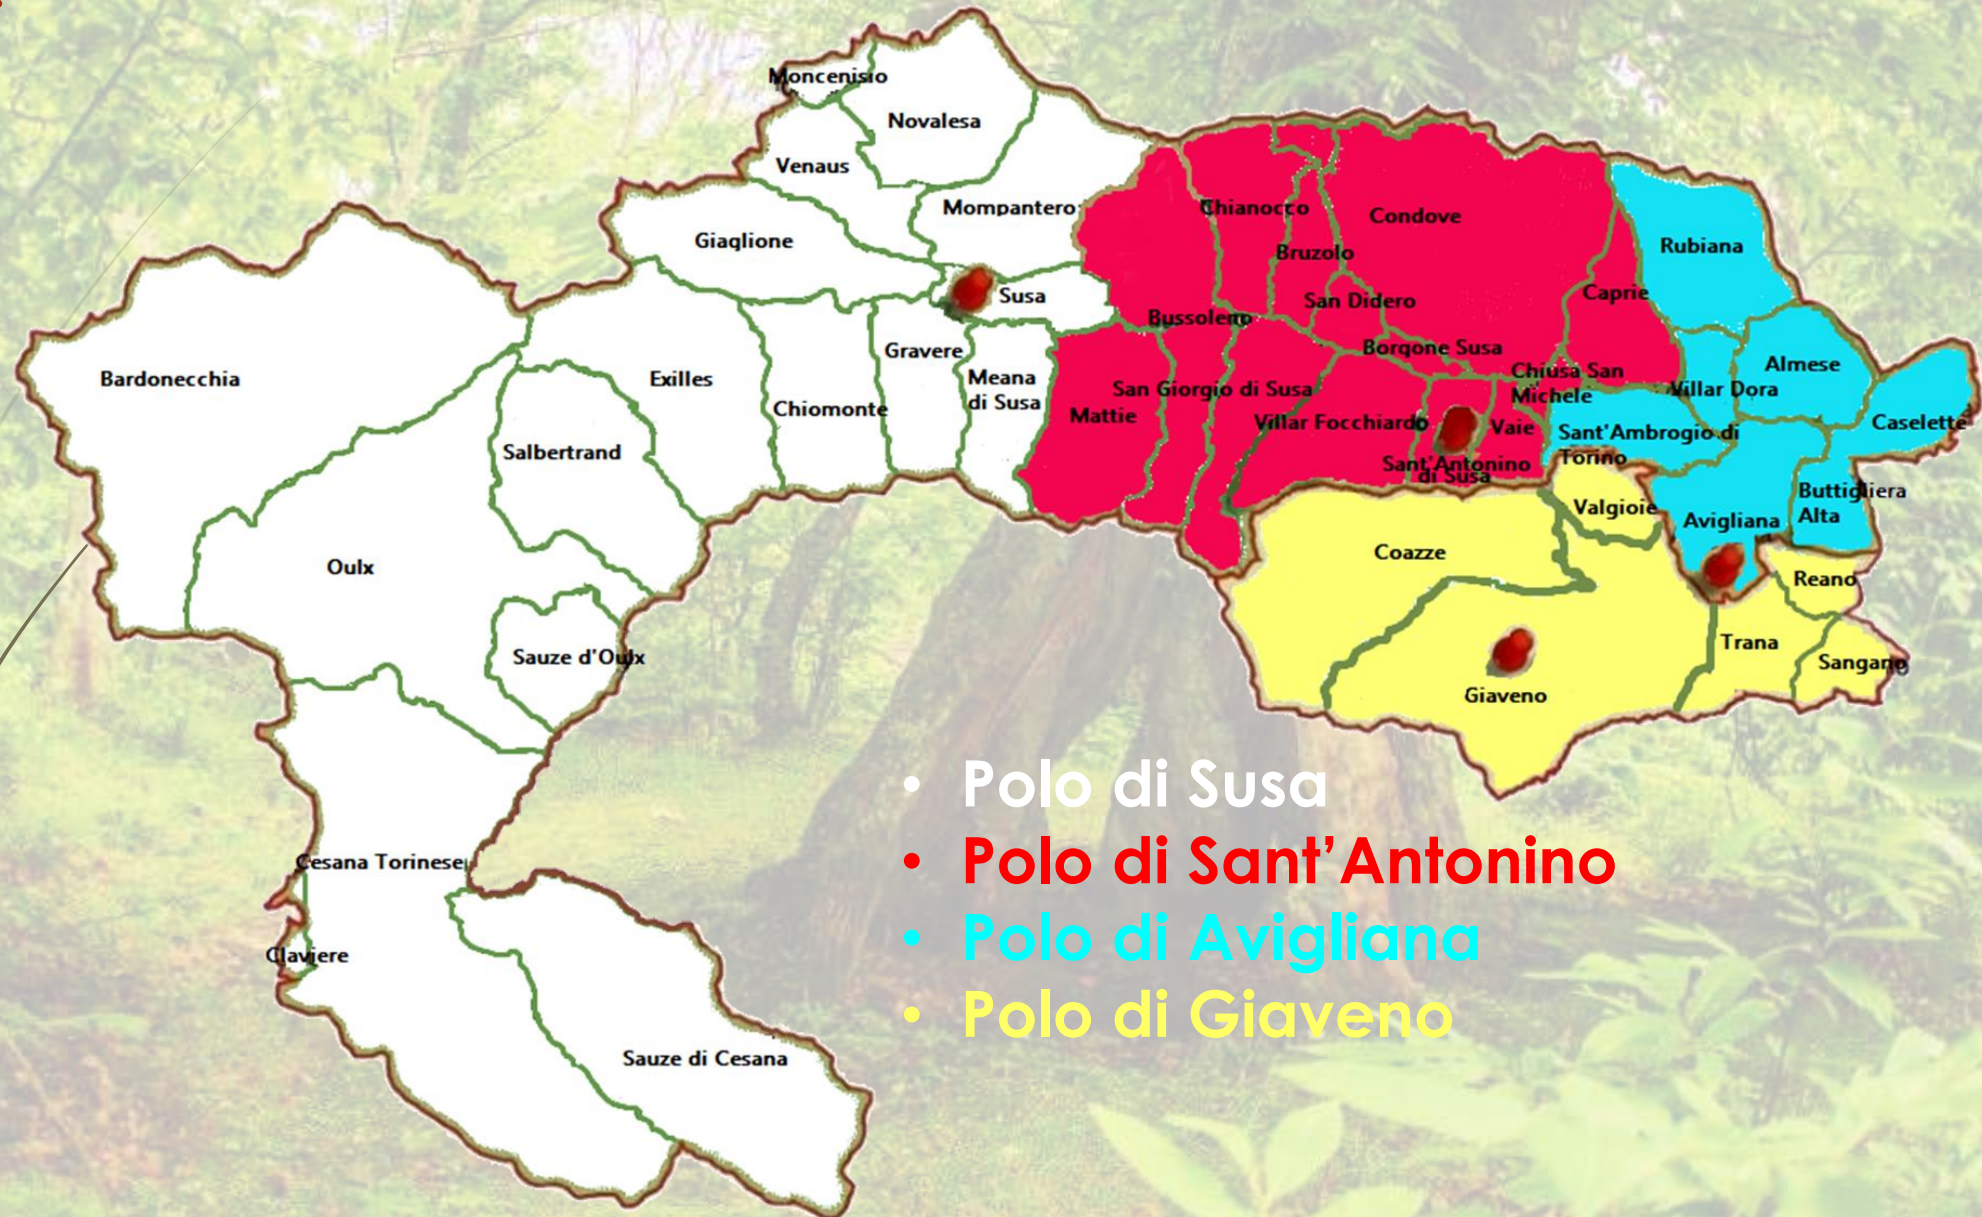 Moncenisio
Novalesa
Venaus
Mompantero
Giaglione
Susa
Chianocco
Condove
Bruzolo
Rubiana
San Didero
Caprie
Bussoleno
Bardonecchia
Exilles
Chiomonte
Gravere
Meana
di Susa
Borgone Susa
Chiusa San
Michele
Almese
Villar Dora
Mattie
San Giorgio di Susa
Villar Focchiardo
Vaie
Sant'Ambrogio di
Torino
Caselette
Salbertrand
Sant'Antonino
di Susa
Valgioie
Avigliana
Buttigliera
Alta
Oulx
Coazze
Reano
Sauze d'Oulx
Trana
Sangano
Giaveno
Cesana Torinese
Claviere
Sauze di Cesana
• Polo di Susa
• Polo di Sant’Antonino
• Polo di Avigliana
• Polo di Giaveno